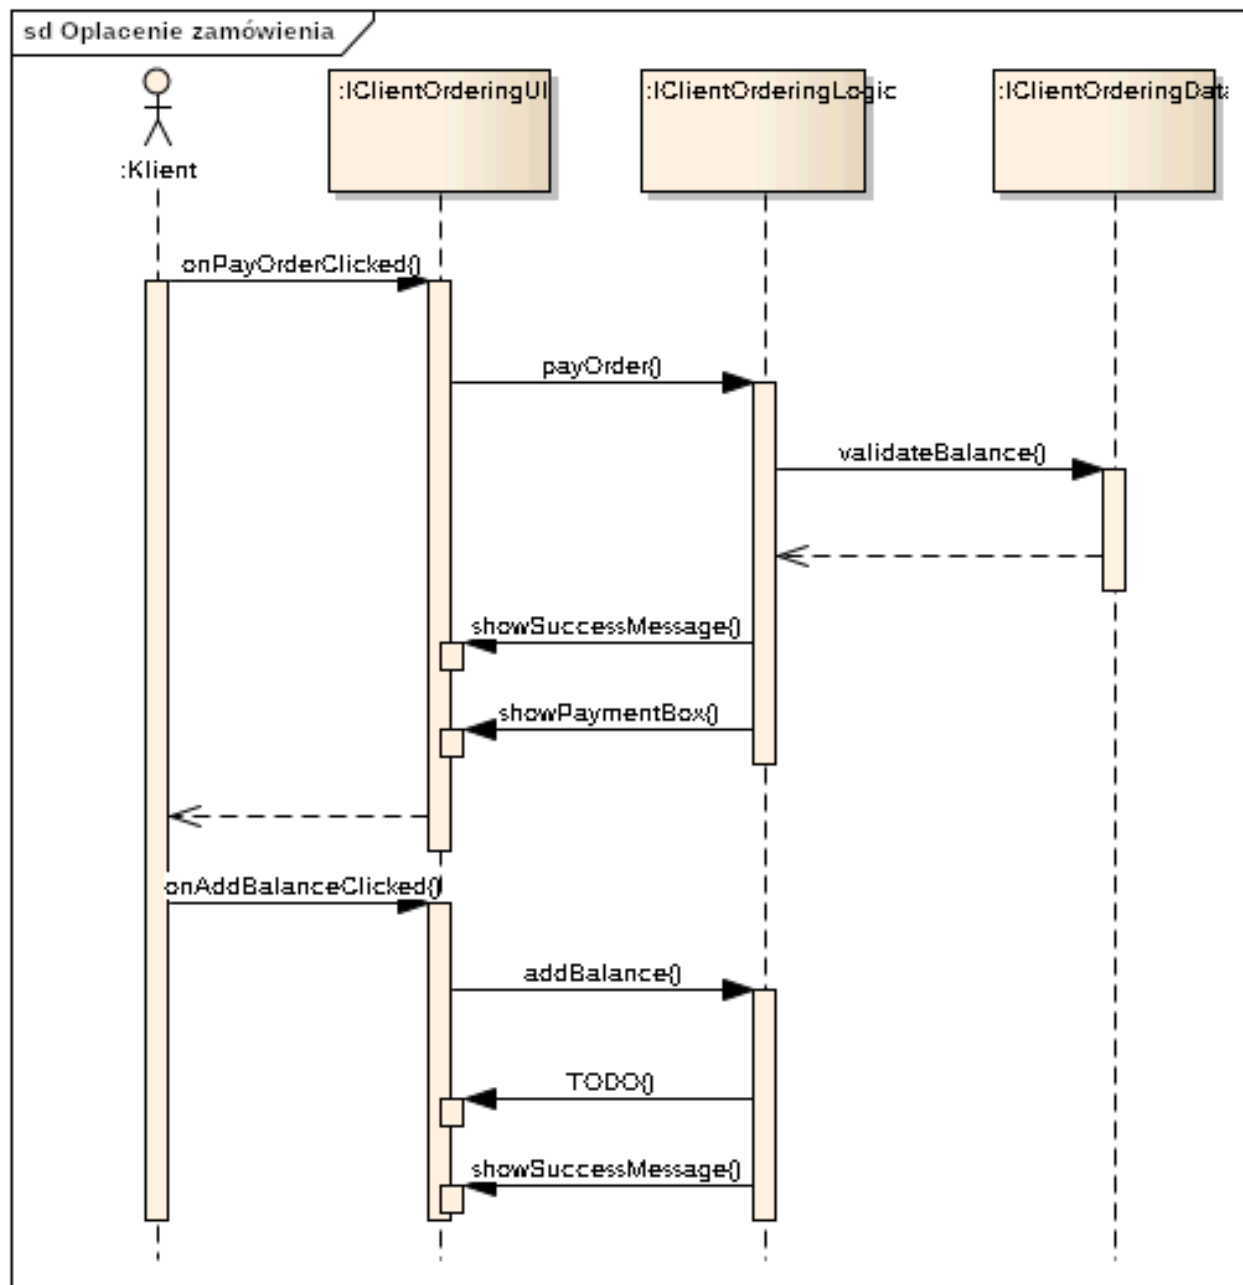 sd Oplacenie zamówienia
:Klient
:IClientOrderingUI
:IClientOrderingLogic
:IClientOrderingData
onPayOrderClicked()
payOrder()
validateBalance()
showSuccessMessage()
showPaymentBox()
onAddBalanceClicked()
addBalance()
TODO()
showSuccessMessage()